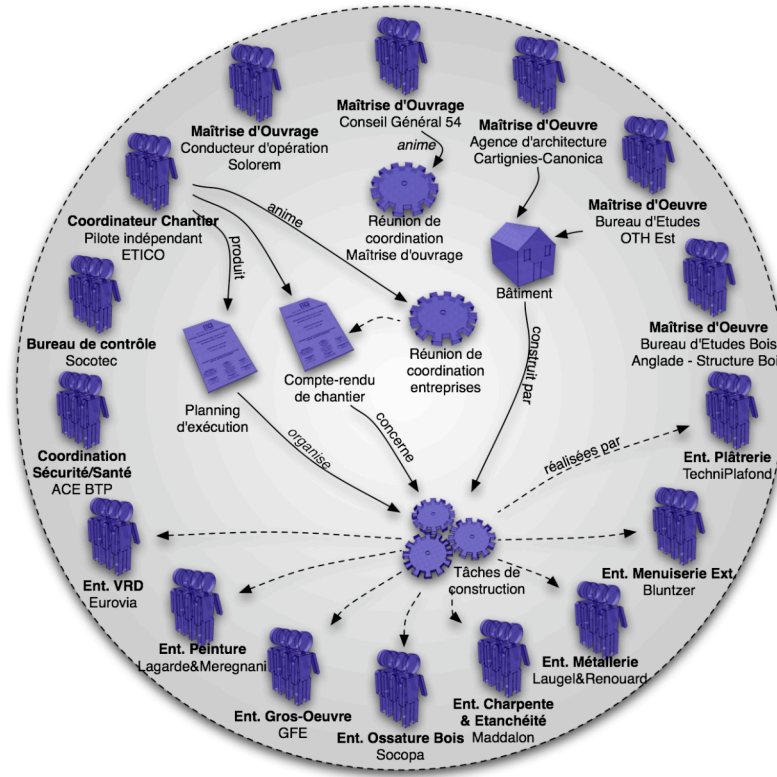 Maîtrise d'Ouvrage
Conseil Général 54
Maîtrise d'Ouvrage
Conducteur d'opération
Solorem
Maîtrise d'Oeuvre
Agence d'architecture
Cartignies-Canonica
anime
Maîtrise d'Oeuvre
Bureau d'Etudes
OTH Est
Coordinateur Chantier
Pilote indépendant
ETICO
anime
produit
Réunion de
coordination
Maîtrise d'ouvrage
Bâtiment
Bureau de contrôle
Socotec
Maîtrise d'Oeuvre
Bureau d'Etudes Bois
Anglade - Structure Boi
Planning
d'exécution
Compte-rendu
de chantier
Réunion de
coordination
entreprises
construit par
organise
concerne
réalisées par
Coordination
Sécurité/Santé
ACE BTP
Ent. Plâtrerie
TechniPlafond
Tâches de
construction
Ent. VRD
Eurovia
Ent. Menuiserie Ext.
Bluntzer
Ent. Peinture
Lagarde&Meregnani
Ent. Métallerie
Laugel&Renouard
Ent. Gros-Oeuvre
GFE
Ent. Ossature Bois
Socopa
Ent. Charpente
& Etanchéité
Maddalon